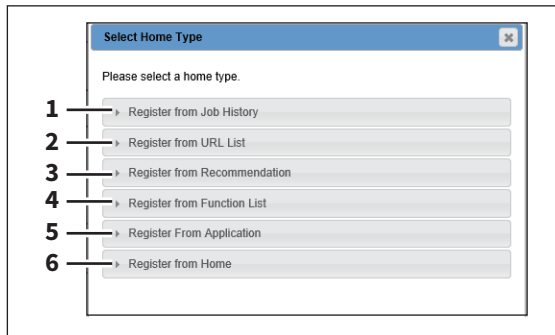 Select Home Type
Please select a home type.
1 Register from Job History
2 Register from URL List
3 Register from Recommendation
4 Register from Function List
5 Register From Application
6 Register from Home